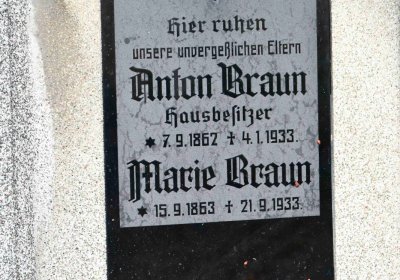 Hier ruhen
unsere unvergeßlichen Eltern
Anton Braun
Hausbesitzer
* 7.9.1867 ✝ 4.1.1933.
Marie Braun
* 15.9.1863 ✝ 21.9.1933.